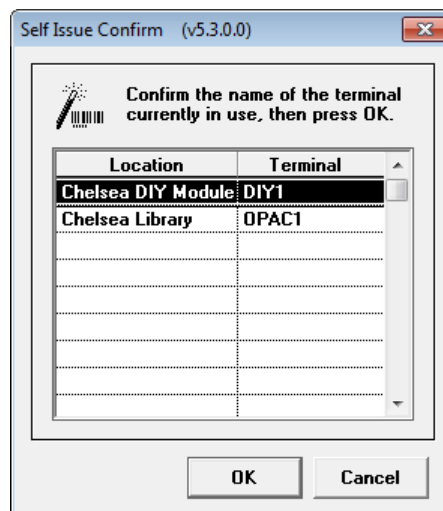 Self Issue Confirm (v5.3.0.0)
Confirm the name of the terminal
currently in use, then press OK.
Location Terminal
Chelsea DIY Module DIY1
Chelsea Library OPAC1
OK Cancel